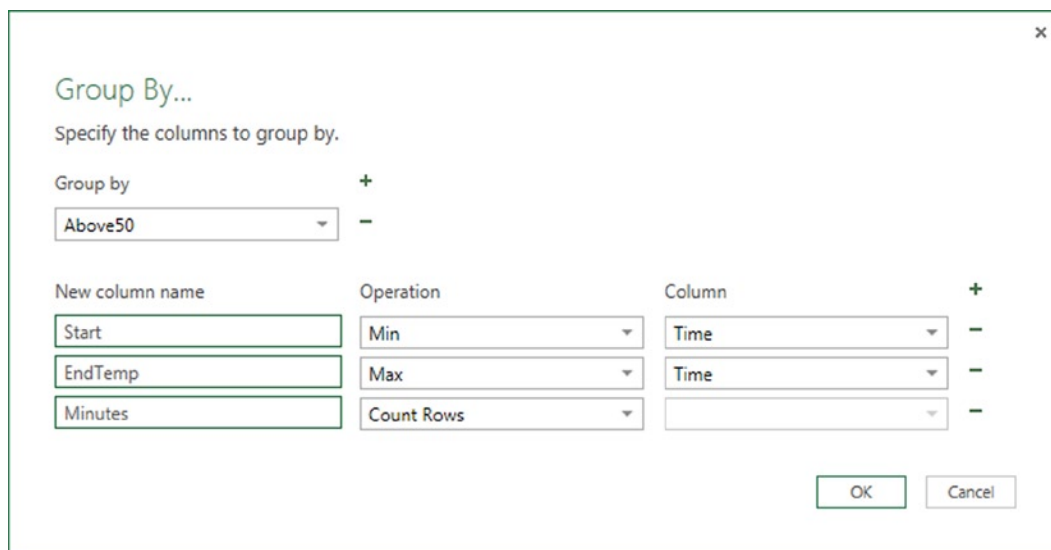 Group By...
Specify the columns to group by.
Group by
Above50
New column name Operation Column
Start Min Time
EndTemp Max Time
Minutes Count Rows
OK Cancel